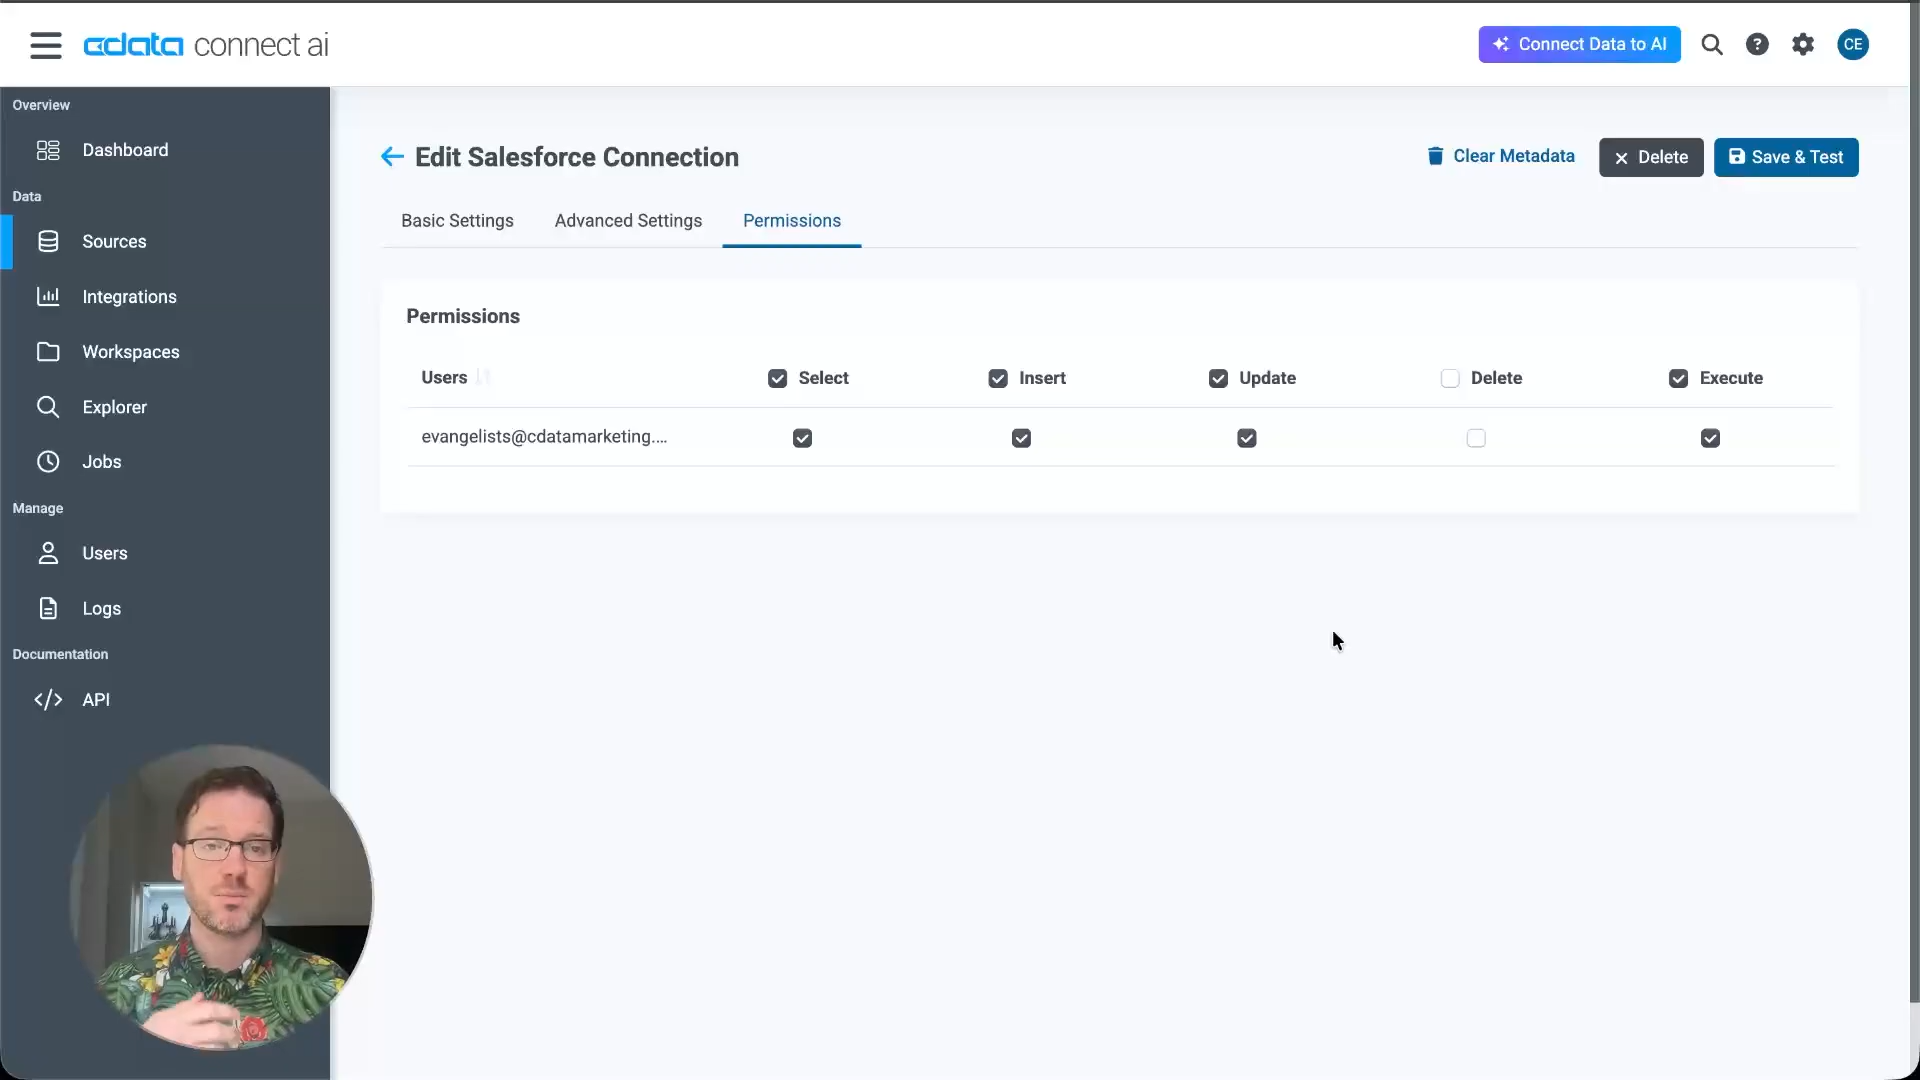 cdata connect ai
Connect Data to AI
CE
Overview
Dashboard
Data
Sources
Integrations
Workspaces
Explorer
Jobs
Manage
Users
Logs
Documentation
API
Edit Salesforce Connection
Clear Metadata
Delete
Save & Test
Basic Settings Advanced Settings Permissions
Permissions
Users Select Insert Update Delete Execute
evangelists@cdatamarketing....